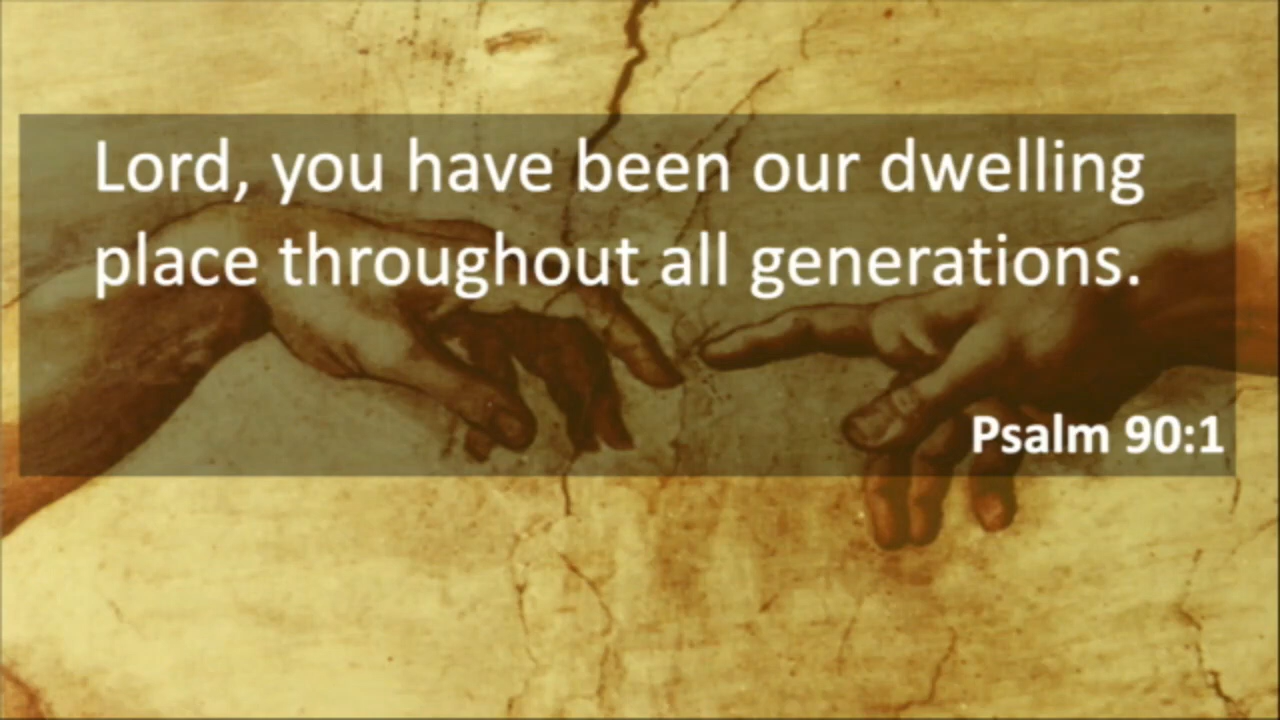 Lord, you have been our dwelling
place throughout all generations.
Psalm 90:1